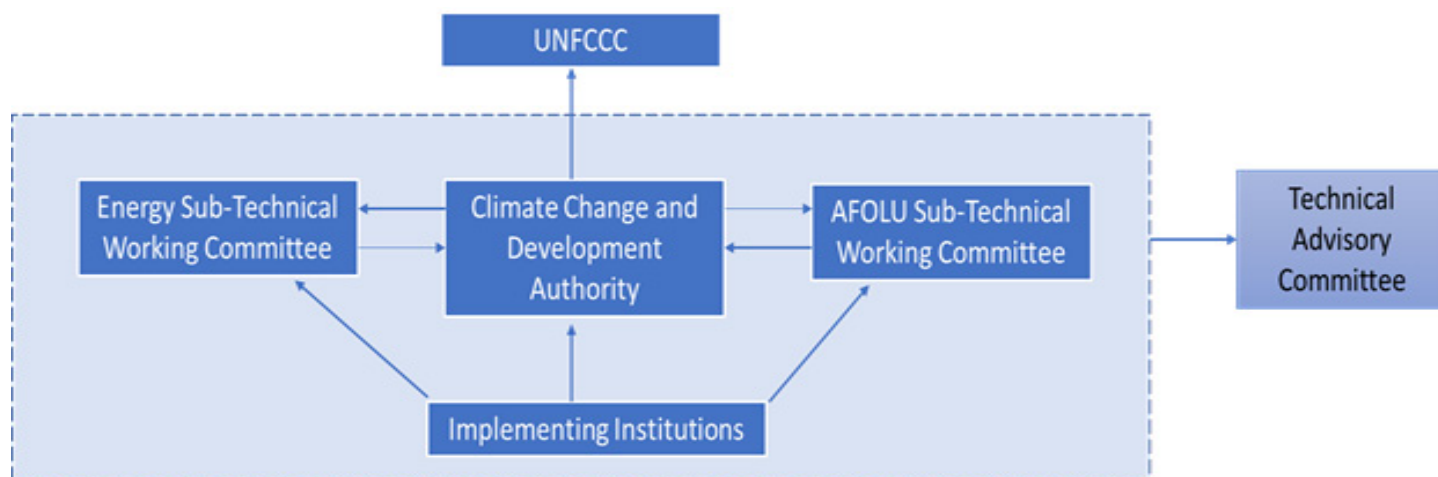 UNFCCC
Energy Sub-Technical
Working Committee
Climate Change and
Development
Authority
AFOLU Sub-Technical
Working Committee
Technical
Advisory
Committee
Implementing Institutions